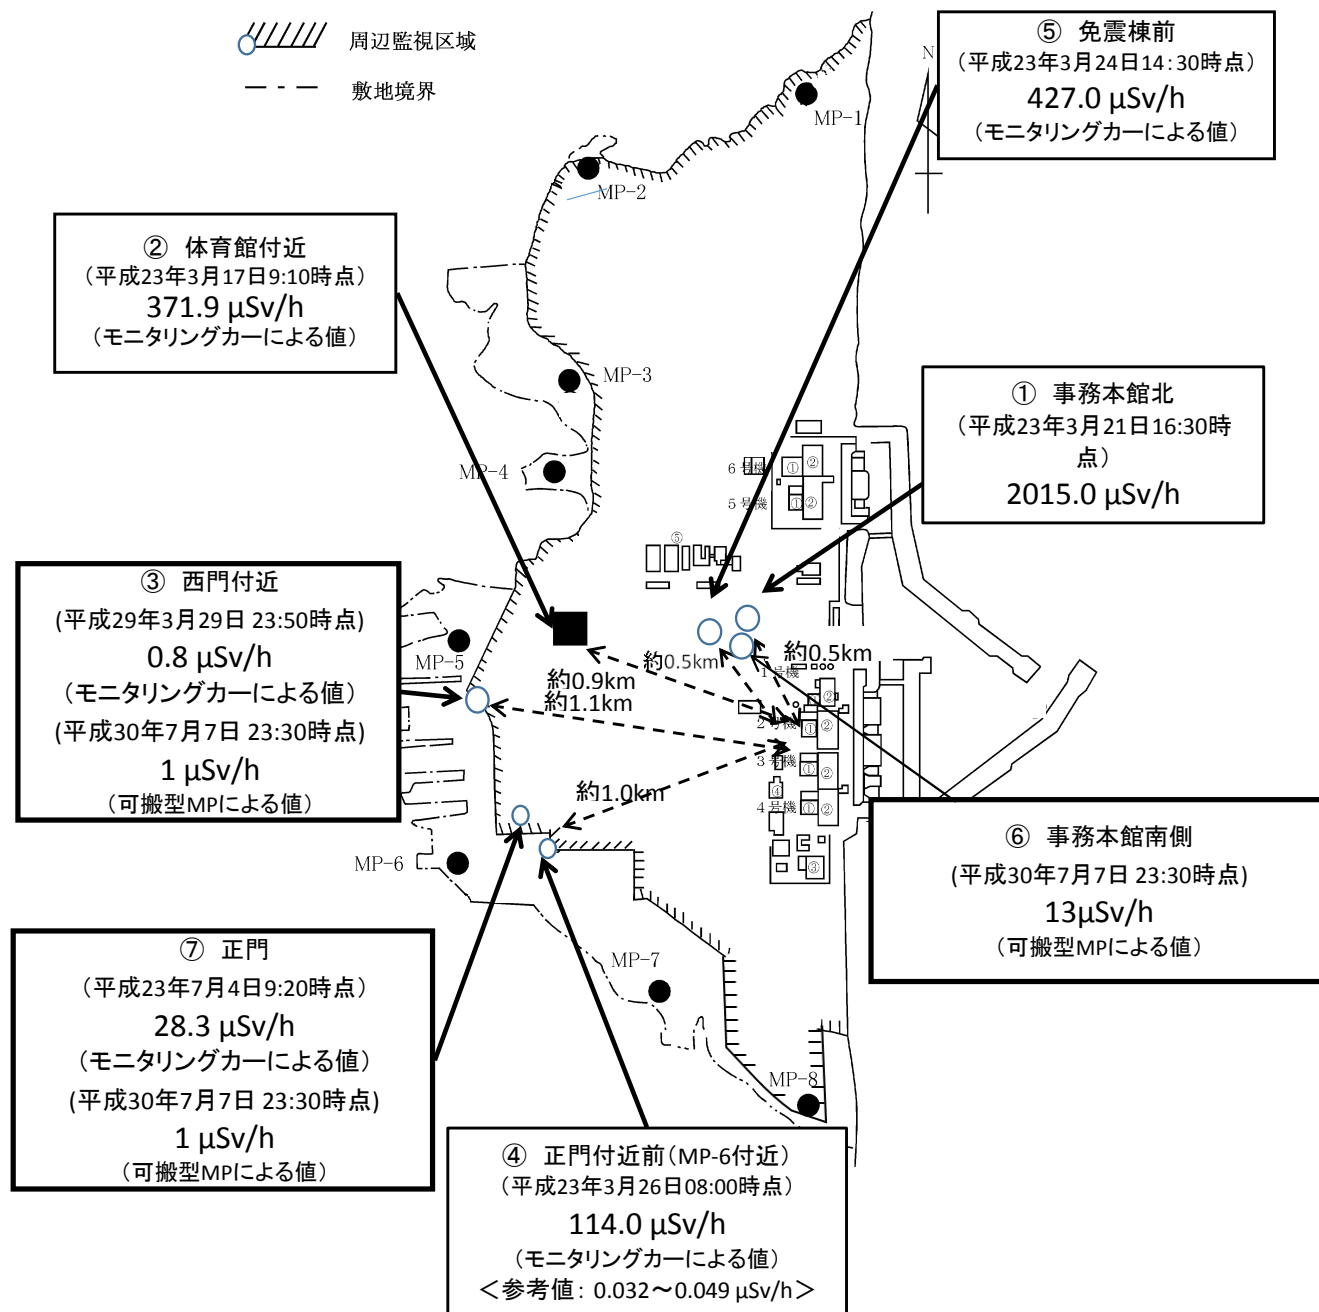 周辺監視区域
敷地境界
⑤ 免震棟前
（平成23年3月24日14:30時点）
427.0 µSv/h
（モニタリングカーによる値）
N
MP-1
MP-2
② 体育館付近
（平成23年3月17日9:10時点）
371.9 µSv/h
（モニタリングカーによる値）
MP-3
① 事務本館北
（平成23年3月21日16:30時
点）
2015.0 µSv/h
MP-4
6号機
① ②
5号機
① ②
⑤
③ 西門付近
(平成29年3月29日 23:50時点)
0.8 µSv/h
（モニタリングカーによる値）
(平成30年7月7日 23:30時点)
1 µSv/h
（可搬型MPによる値）
MP-5
約0.9km
約1.1km
約0.5km
約0.5km
1号機
②
2号機
① ②
3号機
① ②
④
4号機
① ②
③
約1.0km
MP-6
⑥ 事務本館南側
(平成30年7月7日 23:30時点)
13µSv/h
（可搬型MPによる値）
⑦ 正門
（平成23年7月4日9:20時点）
28.3 µSv/h
（モニタリングカーによる値）
(平成30年7月7日 23:30時点)
1 µSv/h
（可搬型MPによる値）
MP-7
MP-8
④ 正門付近前（MP-6付近）
（平成23年3月26日08:00時点）
114.0 µSv/h
（モニタリングカーによる値）
＜参考値：0.032～0.049 µSv/h＞